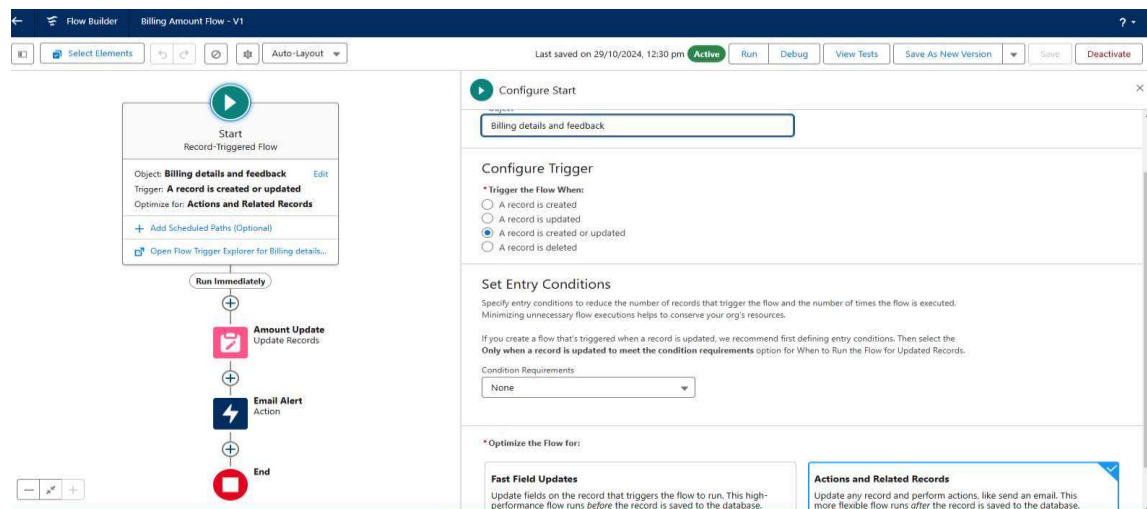 Flow Builder Billing Amount Flow - V1 ?
Select Elements Auto-Layout Last saved on 29/10/2024, 12:30 pm Active Run Debug View Tests Save As New Version Save Deactivate
Start
Record-Triggered Flow
Object: Billing details and feedback Edit
Trigger: A record is created or updated
Optimize for: Actions and Related Records
+ Add Scheduled Paths (Optional)
Open Flow Trigger Explorer for Billing details...
Run Immediately
Amount Update
Update Records
Email Alert
Action
End
Configure Start
Billing details and feedback
Configure Trigger
* Trigger the Flow When:
A record is created
A record is updated
A record is created or updated
A record is deleted
Set Entry Conditions
Specify entry conditions to reduce the number of records that trigger the flow and the number of times the flow is executed.
Minimizing unnecessary flow executions helps to conserve your org's resources.
If you create a flow that's triggered when a record is updated, we recommend first defining entry conditions. Then select the
Only when a record is updated to meet the condition requirements option for When to Run the Flow for Updated Records.
Condition Requirements
None
* Optimize the Flow for:
Fast Field Updates
Update fields on the record that triggers the flow to run. This high-
performance flow runs before the record is saved to the database.
Actions and Related Records
Update any record and perform actions, like send an email. This
more flexible flow runs after the record is saved to the database.